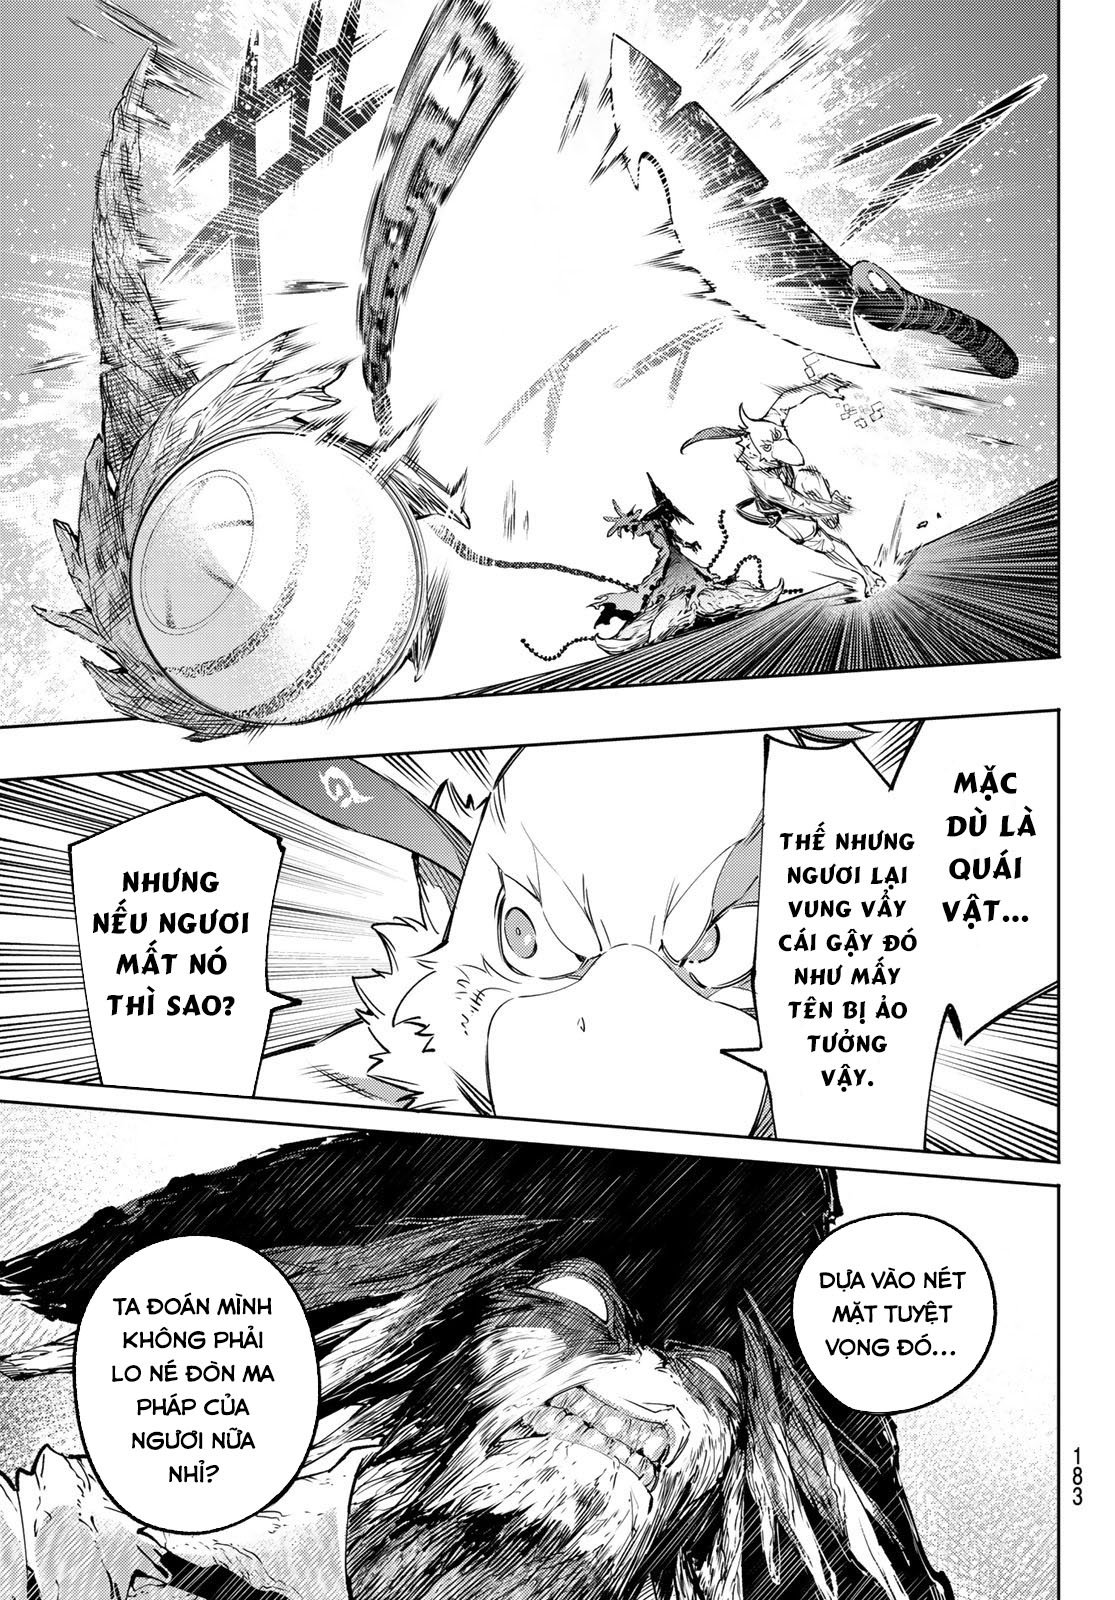 MẶC
DÙ LÀ
QUÁI
VẬT...
THẾ NHƯNG
NGƯƠI LẠI
VUNG VẨY
CÁI GẬY ĐÓ
NHƯ MẤY
TÊN BỊ ẢO
TƯỞNG
VẬY.
NHƯNG
NẾU NGƯƠI
MẤT NÓ
THÌ SAO?
DỰA VÀO NÉT
MẶT TUYỆT
VỌNG ĐÓ...
TA ĐOÁN MÌNH
KHÔNG PHẢI
LO NÉ ĐÒN MA
PHÁP CỦA
NGƯƠI NỮA
NHỈ?
183